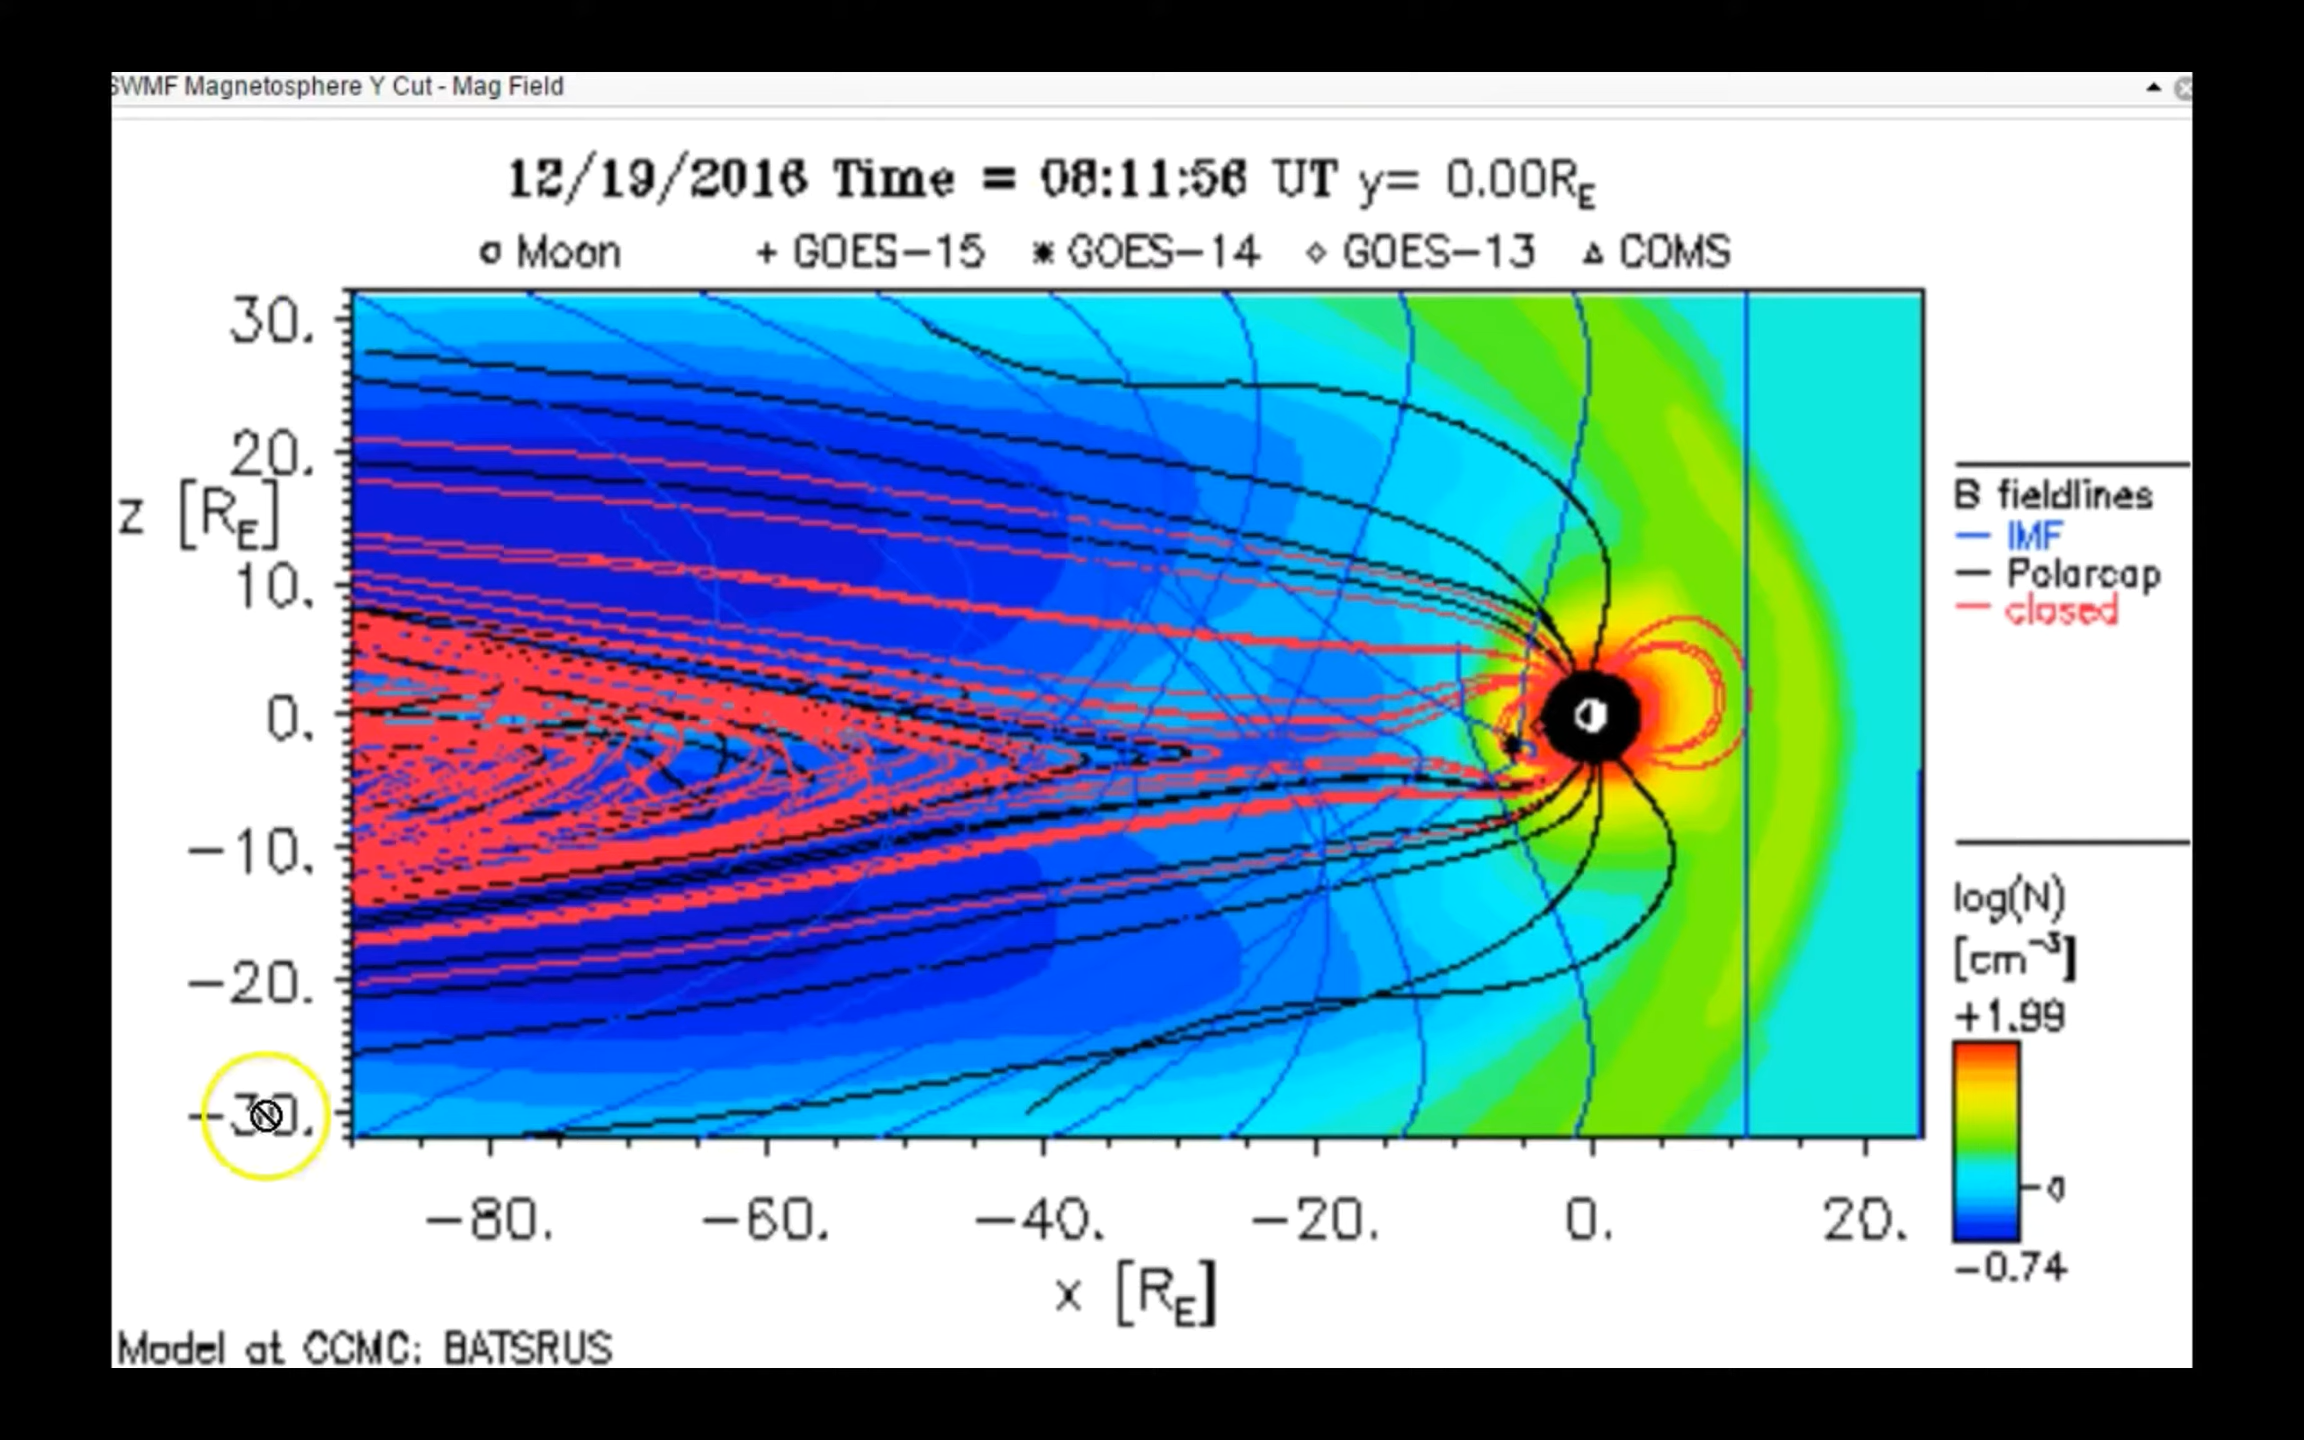 SWMF Magnetosphere Y Cut - Mag Field
12/19/2016 Time = 08:11:56 UT y= 0.00RE
Moon + GOES-15 GOES-14 GOES-13 COMS
30.
20.
z [RE]
10.
0.
-10.
-20.
-30.
-80. -60. -40. -20. 0. 20.
x [RE]
B fieldlines
IMF
Polarcap
closed
log(N)
[cm-3]
+1.99
-0
-0.74
Model at CCMC: BATSRUS